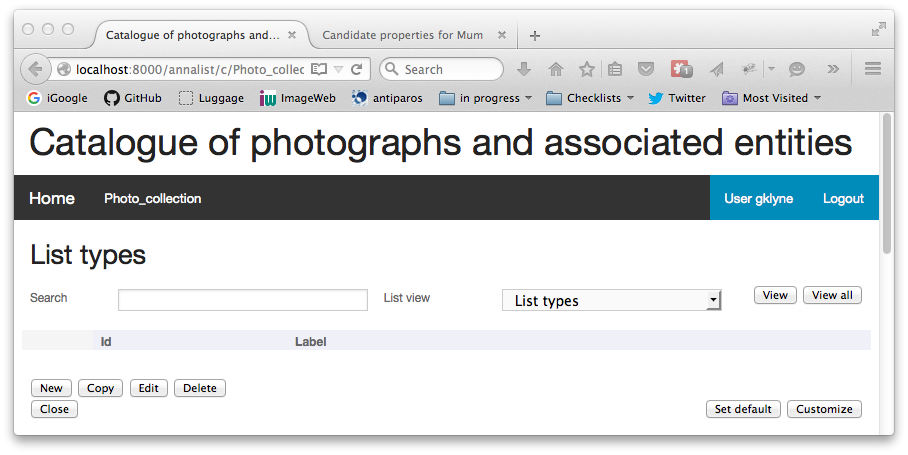 Catalogue of photographs and... Candidate properties for Mum
localhost:8000/annalist/c/Photo_collec Search 1
iGoogle GitHub Luggage ImageWeb antiparos in progress Checklists Twitter Most Visited
Catalogue of photographs and associated entities
Home Photo_collection User gklyne Logout
List types
Search List view List types View View all
Id Label
New Copy Edit Delete
Close Set default Customize